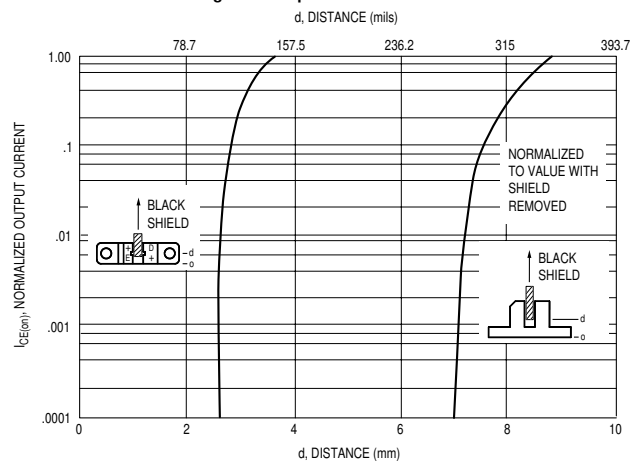 d, DISTANCE (mils)
78.7 157.5 236.2 315 393.7
1.00
.1
.01
.001
.0001
ICE(on), NORMALIZED OUTPUT CURRENT
BLACK
SHIELD
+ D
E +
d
o
NORMALIZED
TO VALUE WITH
SHIELD
REMOVED
BLACK
SHIELD
d
o
0 2 4 6 8 10
d, DISTANCE (mm)